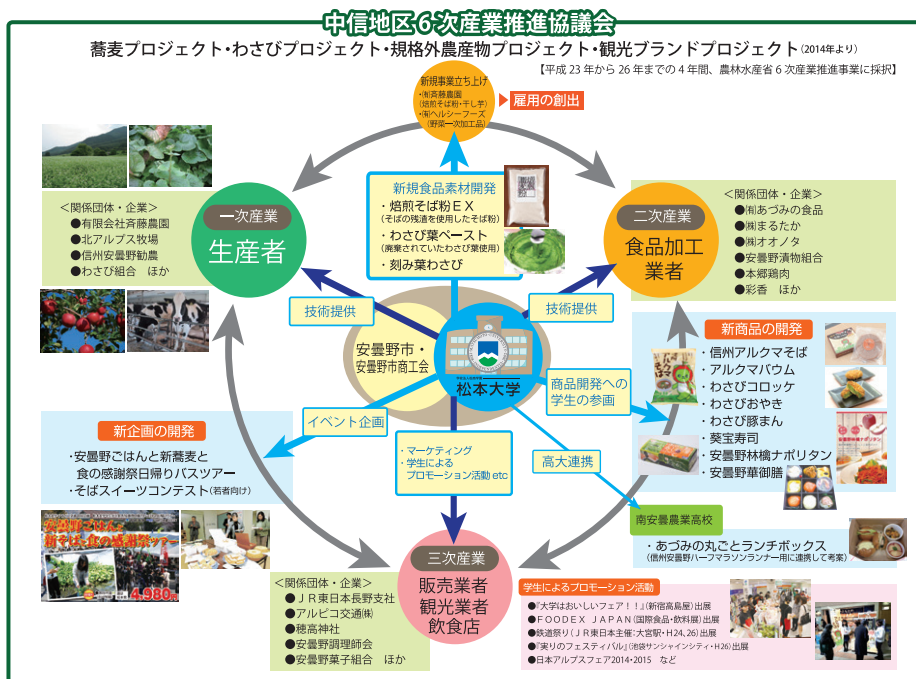 中信地区6次産業推進協議会
蕎麦プロジェクト・わさびプロジェクト・規格外農産物プロジェクト・観光ブランドプロジェクト(2014年より)
【平成23年から26年までの4年間、農林水産省6次産業推進事業に採択】
新規事業立ち上げ
・㈲斉藤農園
(焙煎そば粉・干し芋)
・㈲ヘルシーフーズ
(野菜一次加工品)
雇用の創出
<関係団体・企業>
●有限会社斉藤農園
●北アルプス牧場
●信州安曇野勧農
●わさび組合 ほか
一次産業
生産者
新規食品素材開発
・焙煎そば粉EX
(そばの残渣を使用したそば粉)
・わさび葉ペースト
(廃棄されていたわさび葉使用)
・刻み葉わさび
二次産業
食品加工
業者
<関係団体・企業>
●㈲あづみの食品
●㈱まるたか
●㈱オオノタ
●安曇野漬物組合
●本郷鶏肉
●彩香 ほか
技術提供
技術提供
安曇野市・
安曇野市商工会
松本大学
商品開発への
学生の参画
新商品の開発
・信州アルクマそば
・アルクマバウム
・わさびコロッケ
・わさびおやき
・わさび豚まん
・葵宝寿司
・安曇野林檎ナポリタン
・安曇野華御膳
イベント企画
新企画の開発
・安曇野ごはんと新蕎麦と
食の感謝祭日帰りバスツアー
・そばスイーツコンテスト(若者向け)
安曇野ごはんと
新そばと食の感謝祭ツアー
4,980円
・マーケティング
・学生による
プロモーション活動etc
高大連携
南安曇農業高校
・あづみの丸ごとランチボックス
(信州安曇野ハーフマラソンランナー用に連携して考案)
三次産業
販売業者
観光業者
飲食店
<関係団体・企業>
●JR東日本長野支社
●アルピコ交通㈱
●穂高神社
●安曇野調理師会
●安曇野菓子組合 ほか
学生によるプロモーション活動
●『大学はおいしいフェア!!』(新宿高島屋)出展
●FOODEX JAPAN(国際食品・飲料展)出展
●鉄道祭り(JR東日本主催:大宮駅・H24、26)出展
●『実りのフェスティバル』(池袋サンシャインシティ・H26)出展
●日本アルプスフェア2014・2015 など